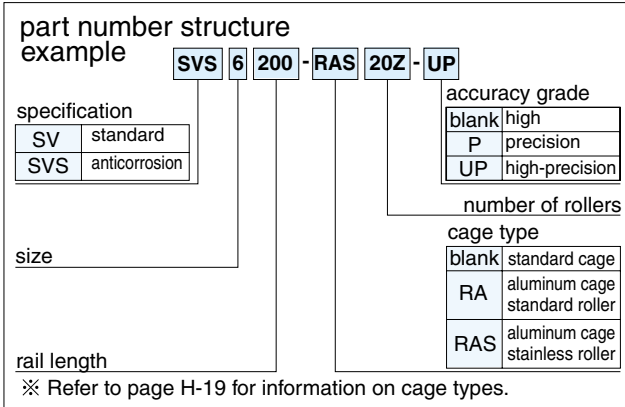 part number structure
example
SVS 6 200 - RAS 20Z - UP
specification
SV standard
SVS anticorrosion
accuracy grade
blank high
P precision
UP high-precision
number of rollers
size
cage type
blank standard cage
RA aluminum cage
standard roller
RAS aluminum cage
stainless roller
rail length
※ Refer to page H-19 for information on cage types.